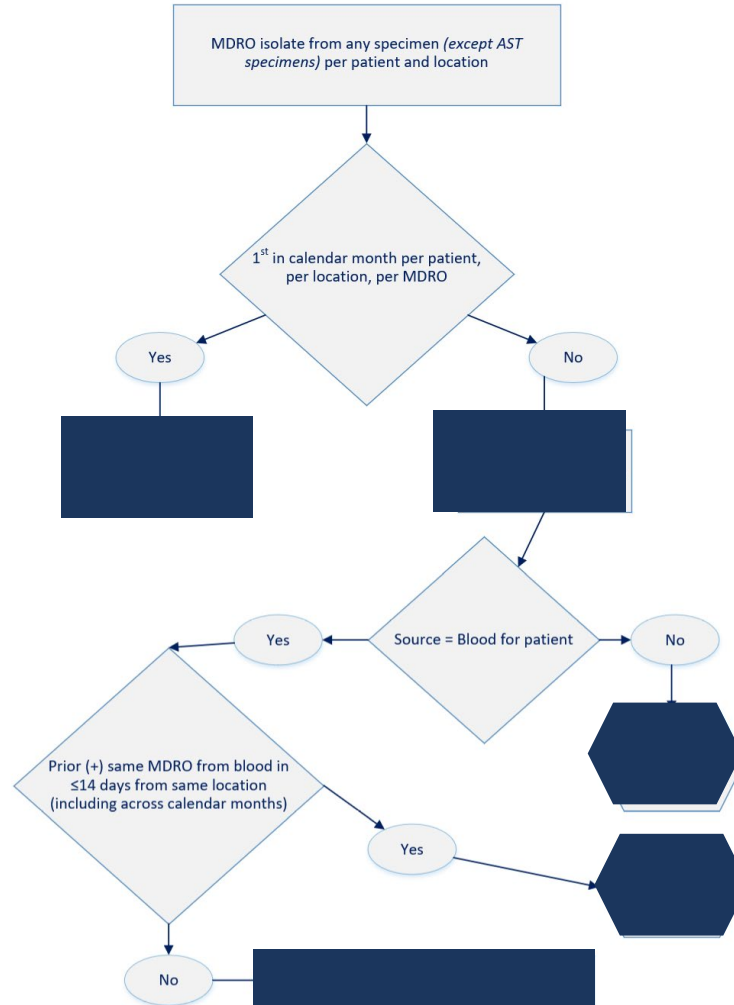 MDRO isolate from any specimen (except AST
specimens) per patient and location
1st in calendar month per patient,
per location, per MDRO
Yes
No
Source = Blood for patient
Yes
No
Prior (+) same MDRO from blood in
≤14 days from same location
(including across calendar months)
Yes
No